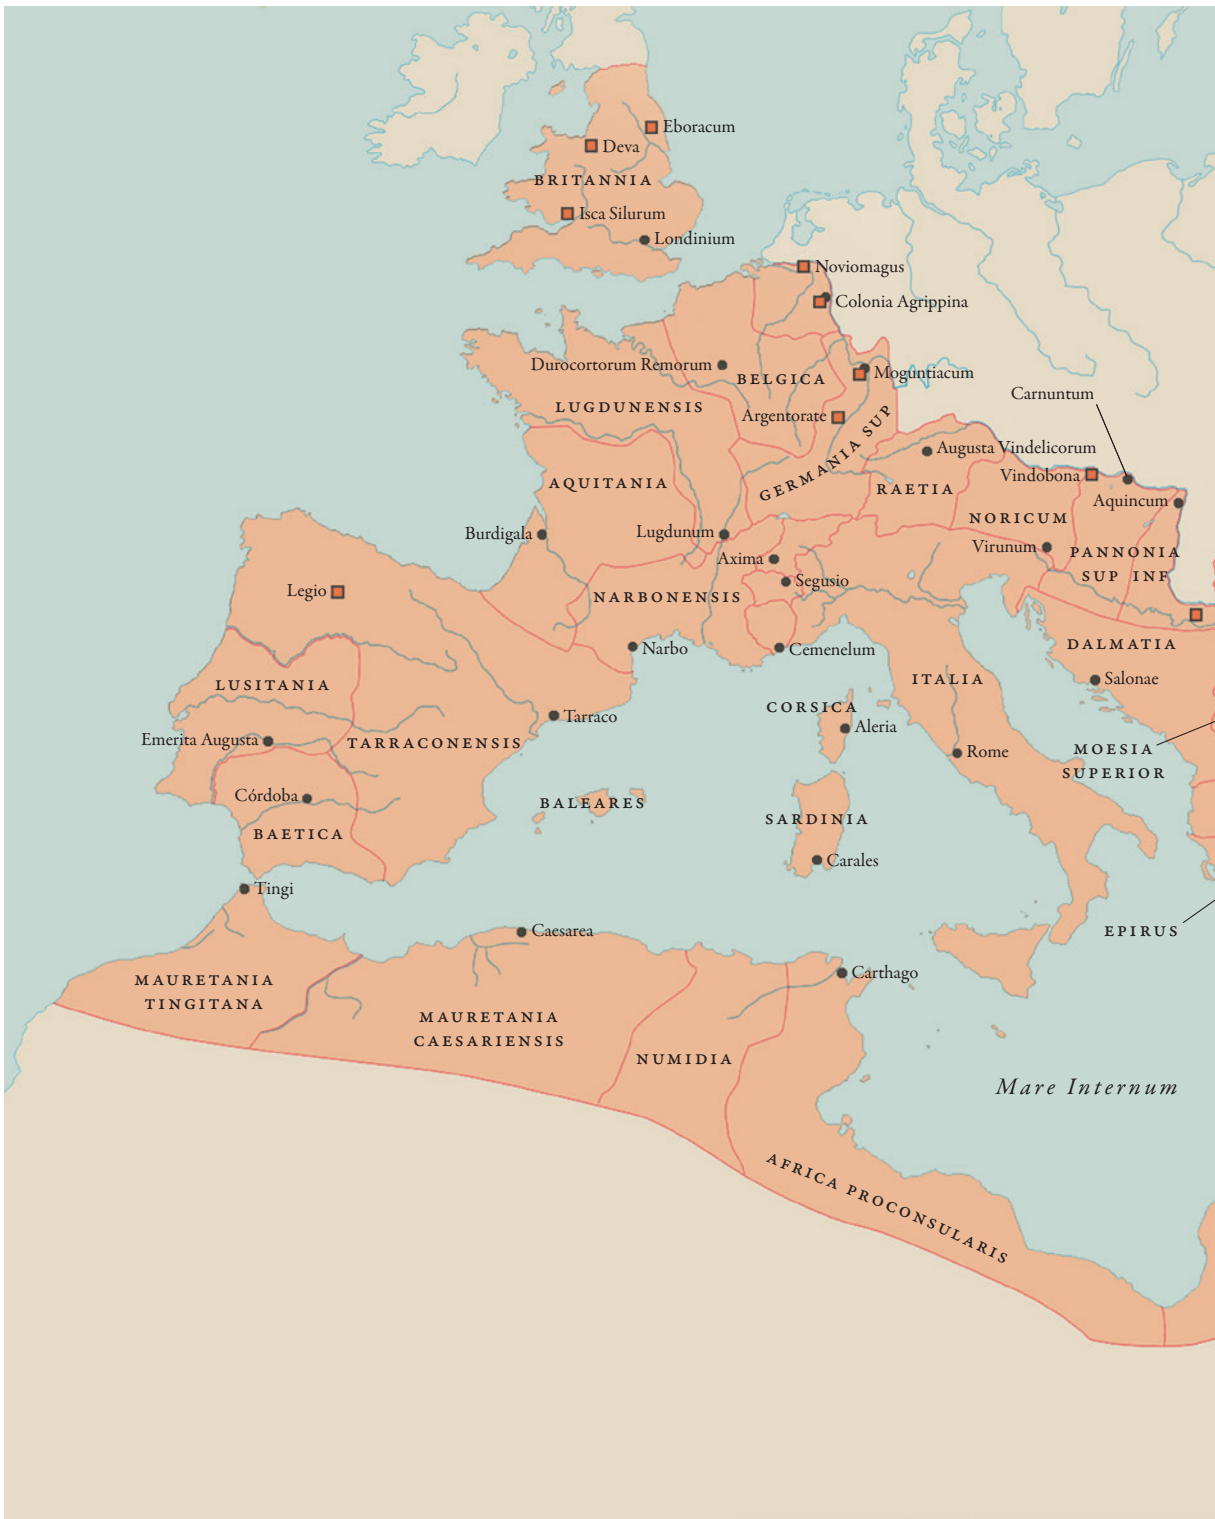 Eboracum
Deva
BRITANNIA
Isca Silurum
Londinium
Noviomagus
Colonia Agrippina
Durocortorum Remorum
BELGICA
Moguntiacum
Carnuntum
LUGDUNENSIS
Argentorate
GERMANIA SUP
Augusta Vindelicorum
Vindobona
AQUITANIA
RAETIA
Aquincum
NORICUM
Burdigala
Lugdunum
Virunum
PANNONIA
SUP INF
Axima
Segusio
Legio
NARBONENSIS
Narbo
Cemenelum
DALMATIA
LUSITANIA
ITALIA
Salonae
CORSICA
Tarraco
Aleria
Emerita Augusta
TARRACONENSIS
Rome
MOESIA
SUPERIOR
Córdoba
BALEARES
SARDINIA
BAETICA
Carales
Tingi
Caesarea
EPIRUS
Carthago
MAURETANIA
TINGITANA
MAURETANIA
CAESARIENSIS
NUMIDIA
Mare Internum
AFRICA PROCONSULARIS